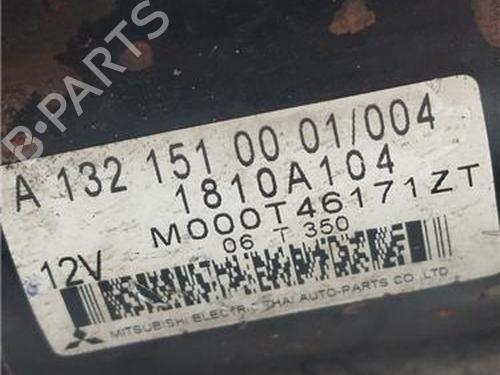 B-PARTS
A 132 151 00 01/004
1810A104
M000T46171ZT
06 T 350
12V
MITSUBISHI ELECTRIC THAI AUTO-PARTS CO.,LTD.